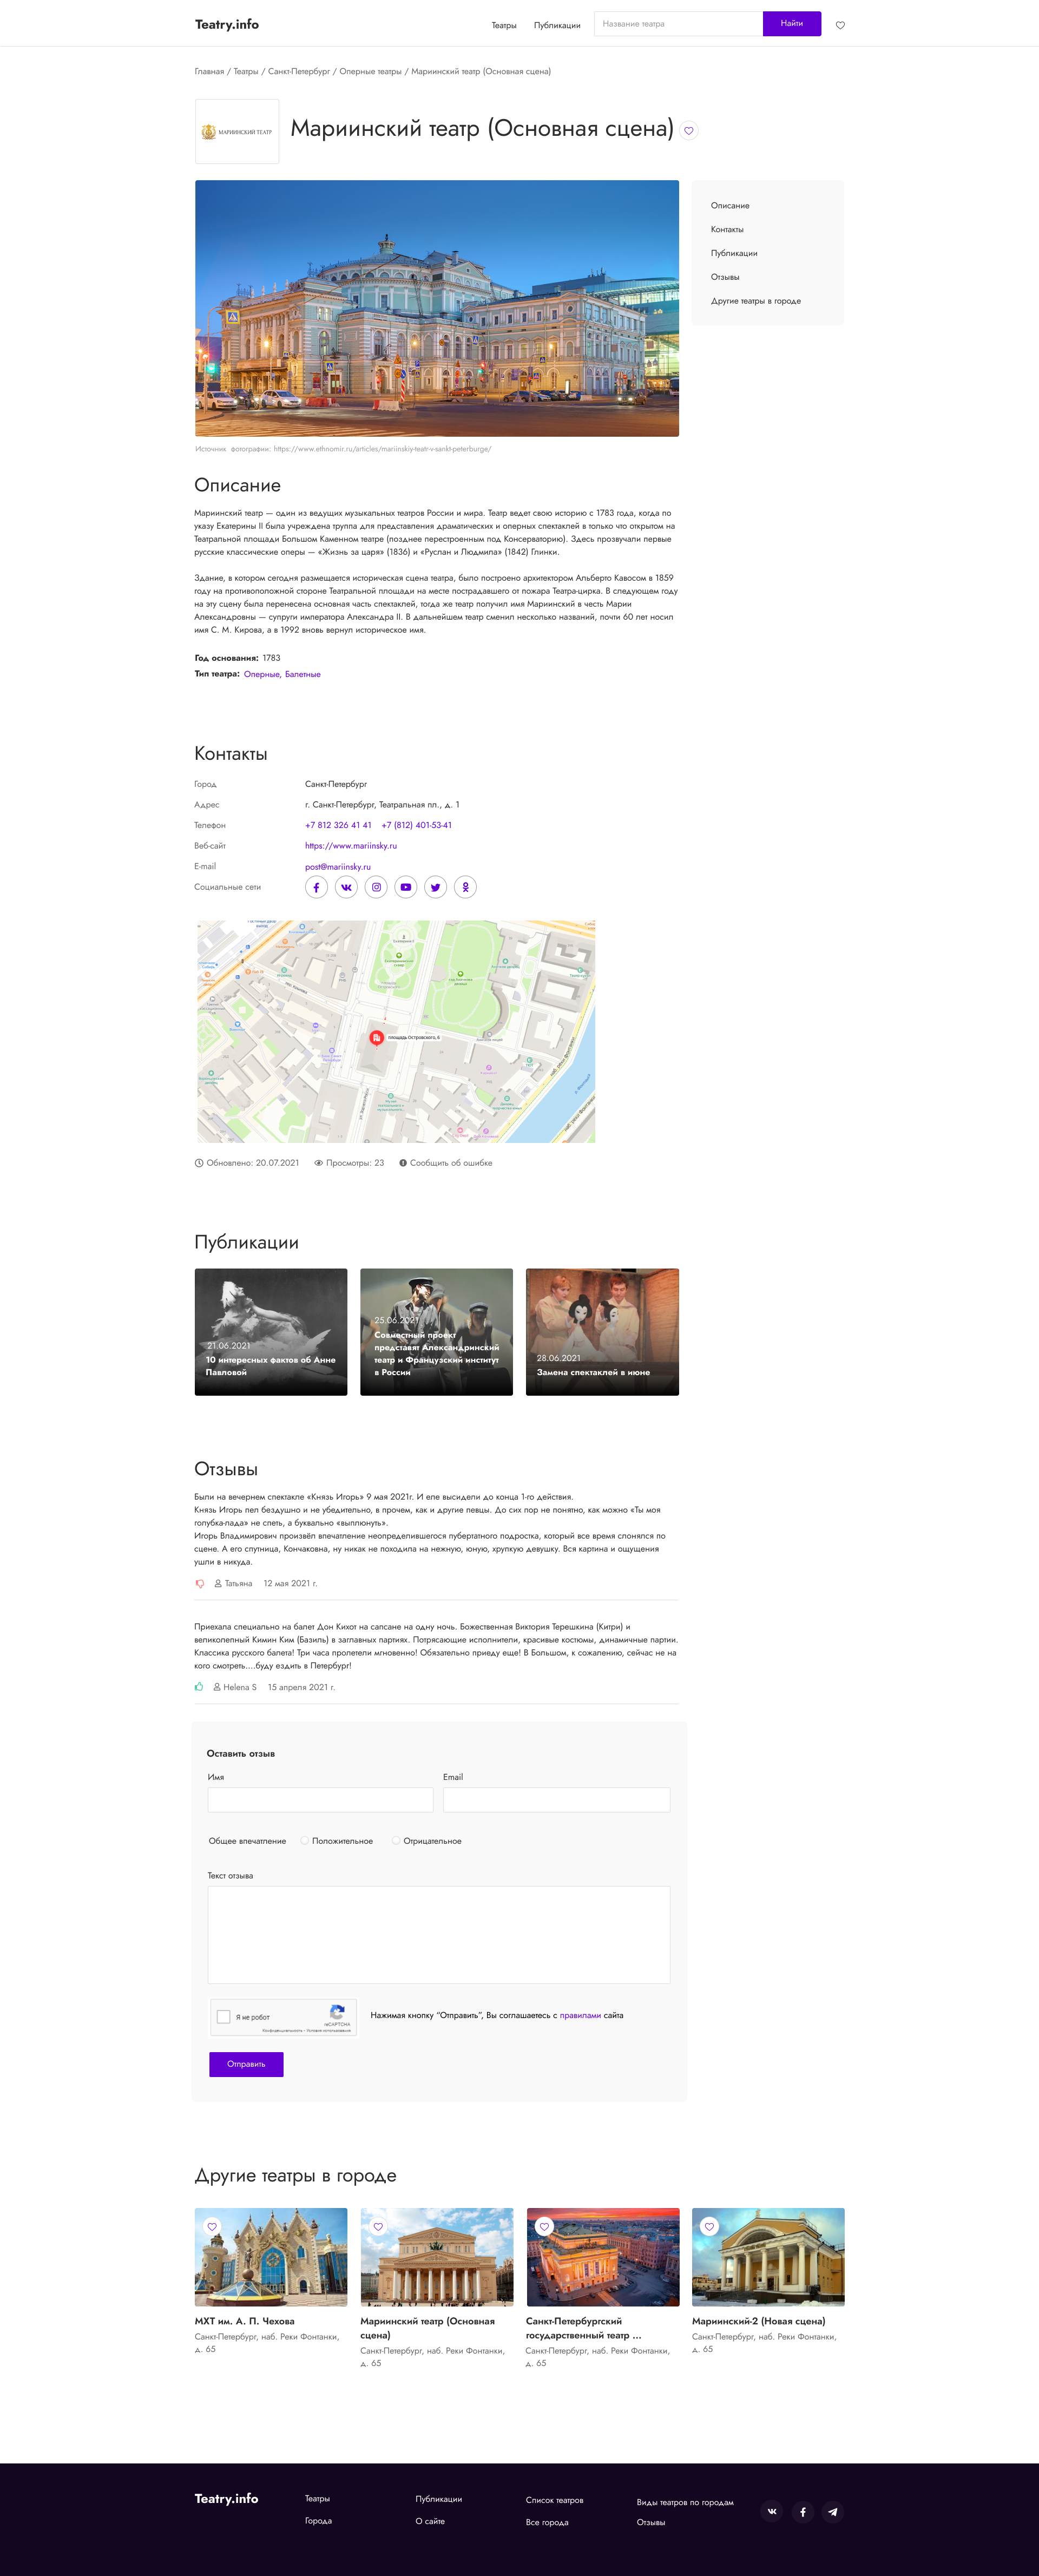 Teatry.info
Театры
Публикации
Название театра
Найти
Главная / Театры / Санкт-Петербург / Оперные театры / Мариинский театр (Основная сцена)
МАРИИНСКИЙ ТЕАТР
Мариинский театр (Основная сцена)
Описание
Контакты
Публикации
Отзывы
Другие театры в городе
Источник фотографии: https://www.ethnomir.ru/articles/mariinskiy-teatr-v-sankt-peterburge/
Описание
Мариинский театр — один из ведущих музыкальных театров России и мира. Театр ведет свою историю с 1783 года, когда по
указу Екатерины II была учреждена труппа для представления драматических и оперных спектаклей в только что открытом на
Театральной площади Большом Каменном театре (позднее перестроенным под Консерваторию). Здесь прозвучали первые
русские классические оперы — «Жизнь за царя» (1836) и «Руслан и Людмила» (1842) Глинки.
Здание, в котором сегодня размещается историческая сцена театра, было построено архитектором Альберто Кавосом в 1859
году на противоположной стороне Театральной площади на месте пострадавшего от пожара Театра-цирка. В следующем году
на эту сцену была перенесена основная часть спектаклей, тогда же театр получил имя Мариинский в честь Марии
Александровны — супруги императора Александра II. В дальнейшем театр сменил несколько названий, почти 60 лет носил
имя С. М. Кирова, а в 1992 вновь вернул историческое имя.
Год основания: 1783
Тип театра: Оперные, Балетные
Контакты
Город Санкт-Петербург
Адрес г. Санкт-Петербург, Театральная пл., д. 1
Телефон +7 812 326 41 41 +7 (812) 401-53-41
Веб-сайт https://www.mariinsky.ru
E-mail post@mariinsky.ru
Социальные сети
площадь Островского, 5
Обновлено: 20.07.2021 Просмотры: 23 Сообщить об ошибке
Публикации
21.06.2021
10 интересных фактов об Анне
Павловой
25.06.2021
Совместный проект
представят Александринский
театр и Французский институт
в России
28.06.2021
Замена спектаклей в июне
Отзывы
Были на вечернем спектакле «Князь Игорь» 9 мая 2021г. И еле высидели до конца 1-го действия.
Князь Игорь пел бездушно и не убедительно, в прочем, как и другие певцы. До сих пор не понятно, как можно «Ты моя
голубка-лада» не спеть, а буквально «выплюнуть».
Игорь Владимирович произвёл впечатление неопределившегося пубертатного подростка, который все время слонялся по
сцене. А его спутница, Кончаковна, ну никак не походила на нежную, юную, хрупкую девушку. Вся картина и ощущения
ушли в никуда.
Татьяна 12 мая 2021 г.
Приехала специально на балет Дон Кихот на сапсане на одну ночь. Божественная Виктория Терешкина (Китри) и
великолепный Кимин Ким (Базиль) в заглавных партиях. Потрясающие исполнители, красивые костюмы, динамичные партии.
Классика русского балета! Три часа пролетели мгновенно! Обязательно приеду еще! В Большом, к сожалению, сейчас не на
кого смотреть....буду ездить в Петербург!
Helena S 15 апреля 2021 г.
Оставить отзыв
Имя
Email
Общее впечатление Положительное Отрицательное
Текст отзыва
Я не робот
reCAPTCHA
Конфиденциальность - Условия использования
Нажимая кнопку “Отправить”, Вы соглашаетесь с правилами сайта
Отправить
Другие театры в городе
МХТ им. А. П. Чехова
Санкт-Петербург, наб. Реки Фонтанки,
д. 65
Мариинский театр (Основная
сцена)
Санкт-Петербург, наб. Реки Фонтанки,
д. 65
Санкт-Петербургский
государственный театр ...
Санкт-Петербург, наб. Реки Фонтанки,
д. 65
Мариинский-2 (Новая сцена)
Санкт-Петербург, наб. Реки Фонтанки,
д. 65
Teatry.info
Театры
Города
Публикации
О сайте
Список театров
Все города
Виды театров по городам
Отзывы